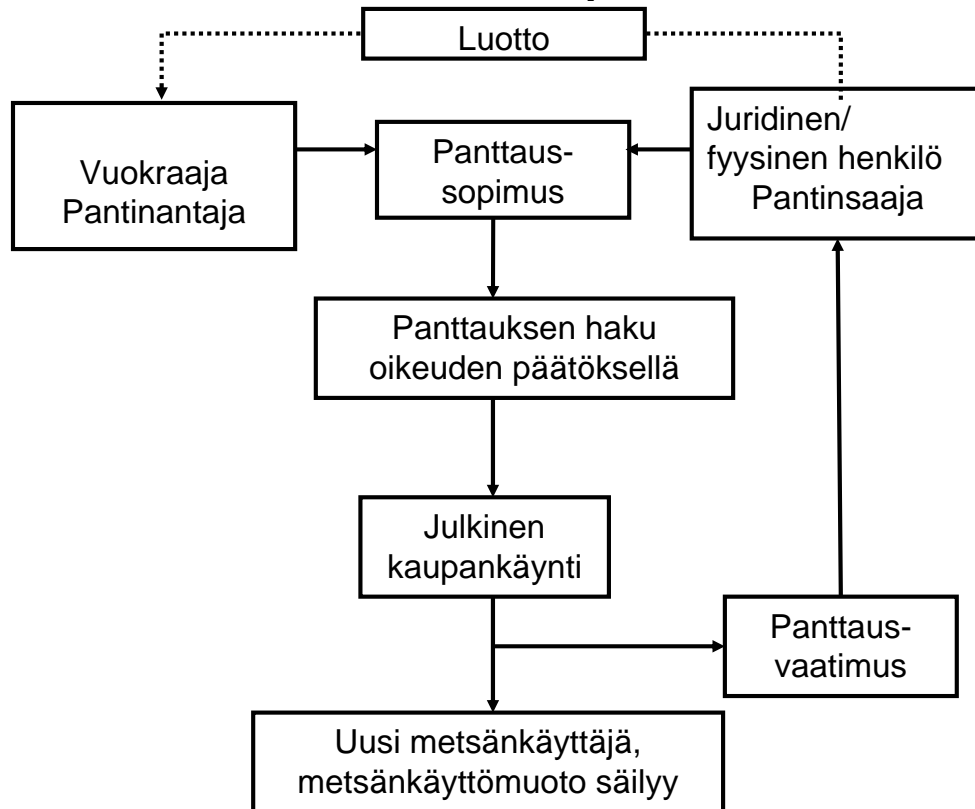 Luotto
Vuokraaja
Pantinantaja
Panttaus-
sopimus
Juridinen/
fyysinen henkilö
Pantinsaaja
Panttauksen haku
oikeuden päätöksellä
Julkinen
kaupankäynti
Panttaus-
vaatimus
Uusi metsänkäyttäjä,
metsänkäyttömuoto säilyy